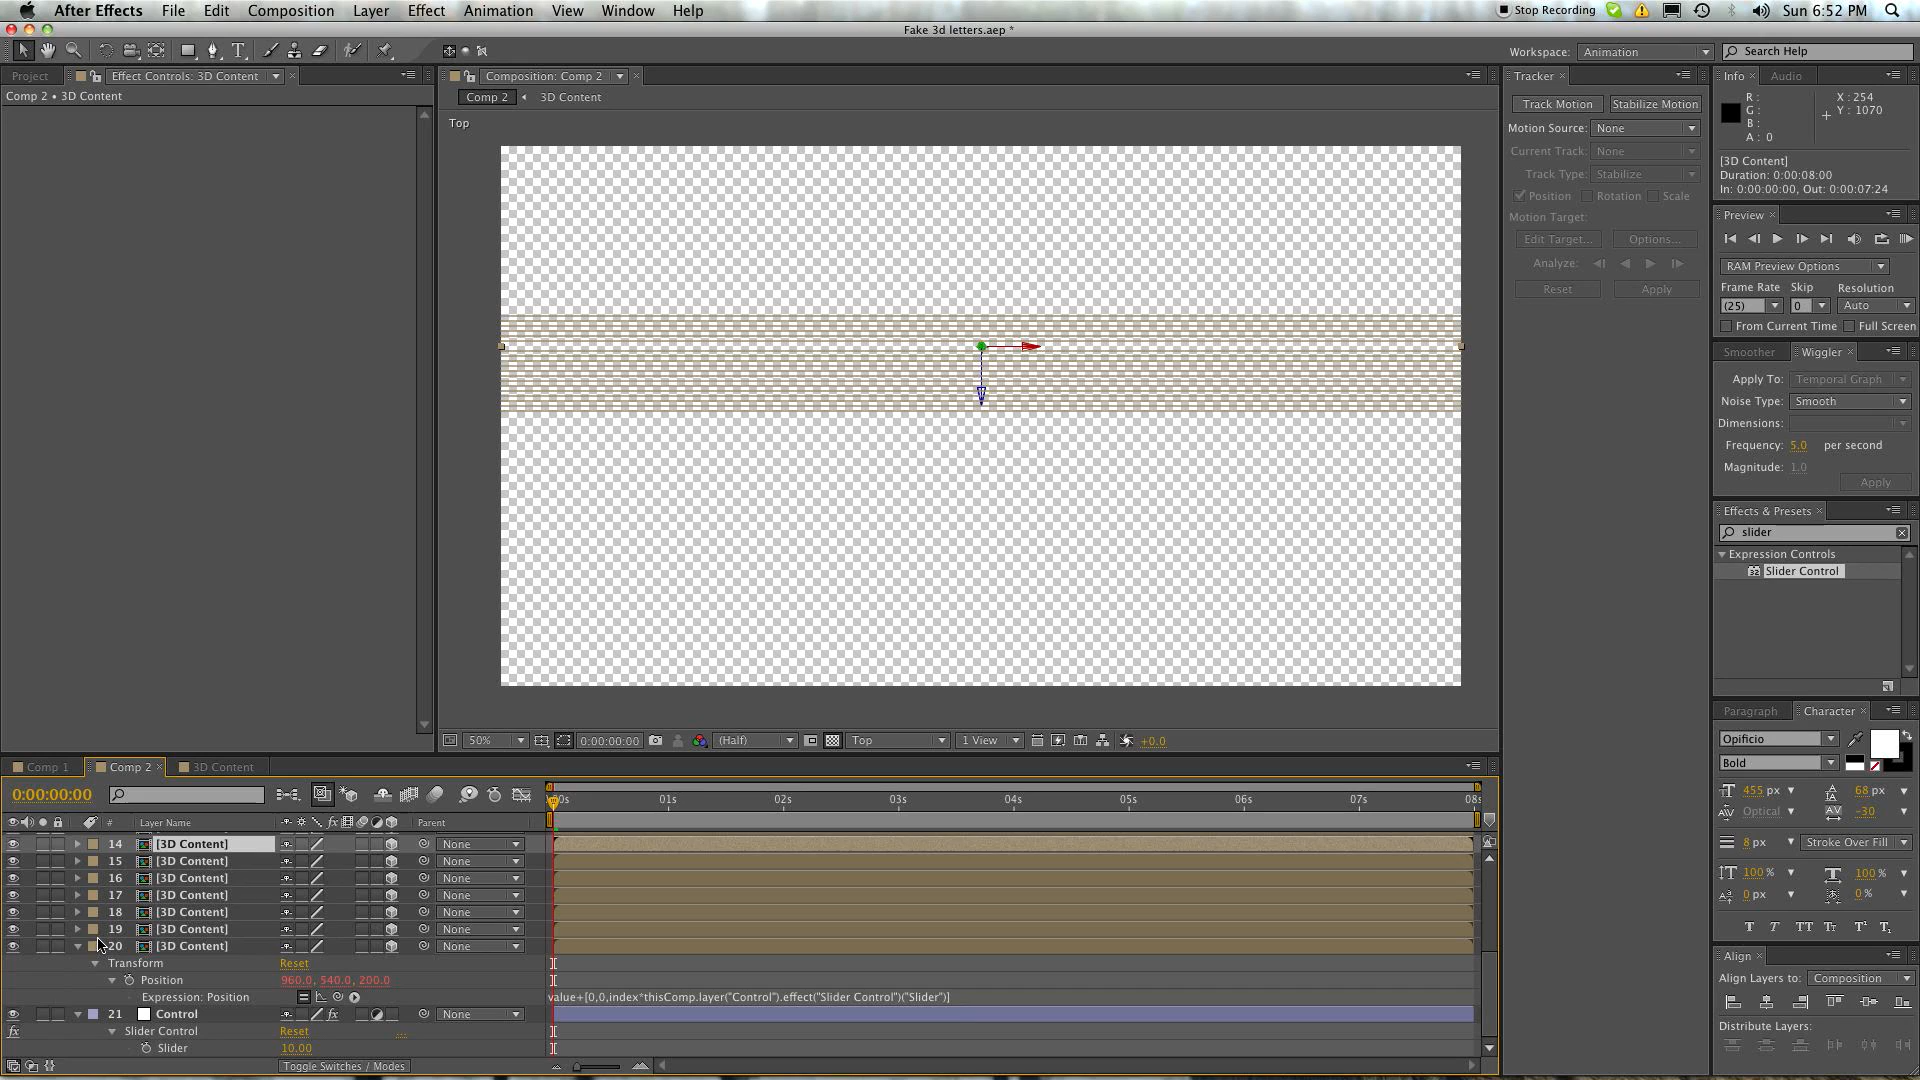 After Effects File Edit Composition Layer Effect Animation View Window Help Stop Recording Sun 6:52 PM
Fake 3d letters.aep *
Workspace: Animation Search Help
Project Effect Controls: 3D Content Composition: Comp 2 Tracker Info Audio
Comp 2 • 3D Content
Comp 2 3D Content
Top
Track Motion Stabilize Motion
Motion Source: None
Current Track: None
Track Type: Stabilize
Position Rotation Scale
Motion Target:
Edit Target... Options...
Analyze:
Reset Apply
R : X : 254
G : Y : 1070
B :
A : 0
[3D Content]
Duration: 0:00:08:00
In: 0:00:00:00, Out: 0:00:07:24
Preview
RAM Preview Options
Frame Rate Skip Resolution
(25) 0 Auto
From Current Time Full Screen
Smoother Wiggler
Apply To: Temporal Graph
Noise Type: Smooth
Dimensions:
Frequency: 5.0 per second
Magnitude: 1.0
Apply
Effects & Presets
slider
Expression Controls
32 Slider Control
Paragraph Character
Opificio
Bold
455 px 68 px
Optical -30
8 px Stroke Over Fill
100 % 100 %
0 px 0 %
T T TT Tr T¹ T₁
Align
Align Layers to: Composition
Distribute Layers:
50% 0:00:00:00 (Half) Top 1 View +0.0
Comp 1 Comp 2 3D Content
0:00:00:00 00s 01s 02s 03s 04s 05s 06s 07s 08s
# Layer Name fx Parent
14 [3D Content] None
15 [3D Content] None
16 [3D Content] None
17 [3D Content] None
18 [3D Content] None
19 [3D Content] None
20 [3D Content] None
Transform Reset
Position 960.0, 540.0, 200.0
Expression: Position value+[0,0,index*thisComp.layer("Control").effect("Slider Control")("Slider")]
21 Control fx None
fx Slider Control Reset ...
Slider 10.00
Toggle Switches / Modes